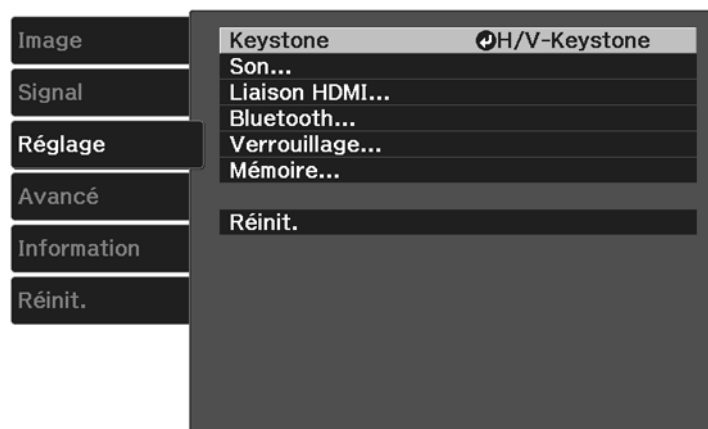 Image
Signal
Réglage
Avancé
Information
Réinit.
Keystone H/V-Keystone
Son...
Liaison HDMI...
Bluetooth...
Verrouillage...
Mémoire...
Réinit.